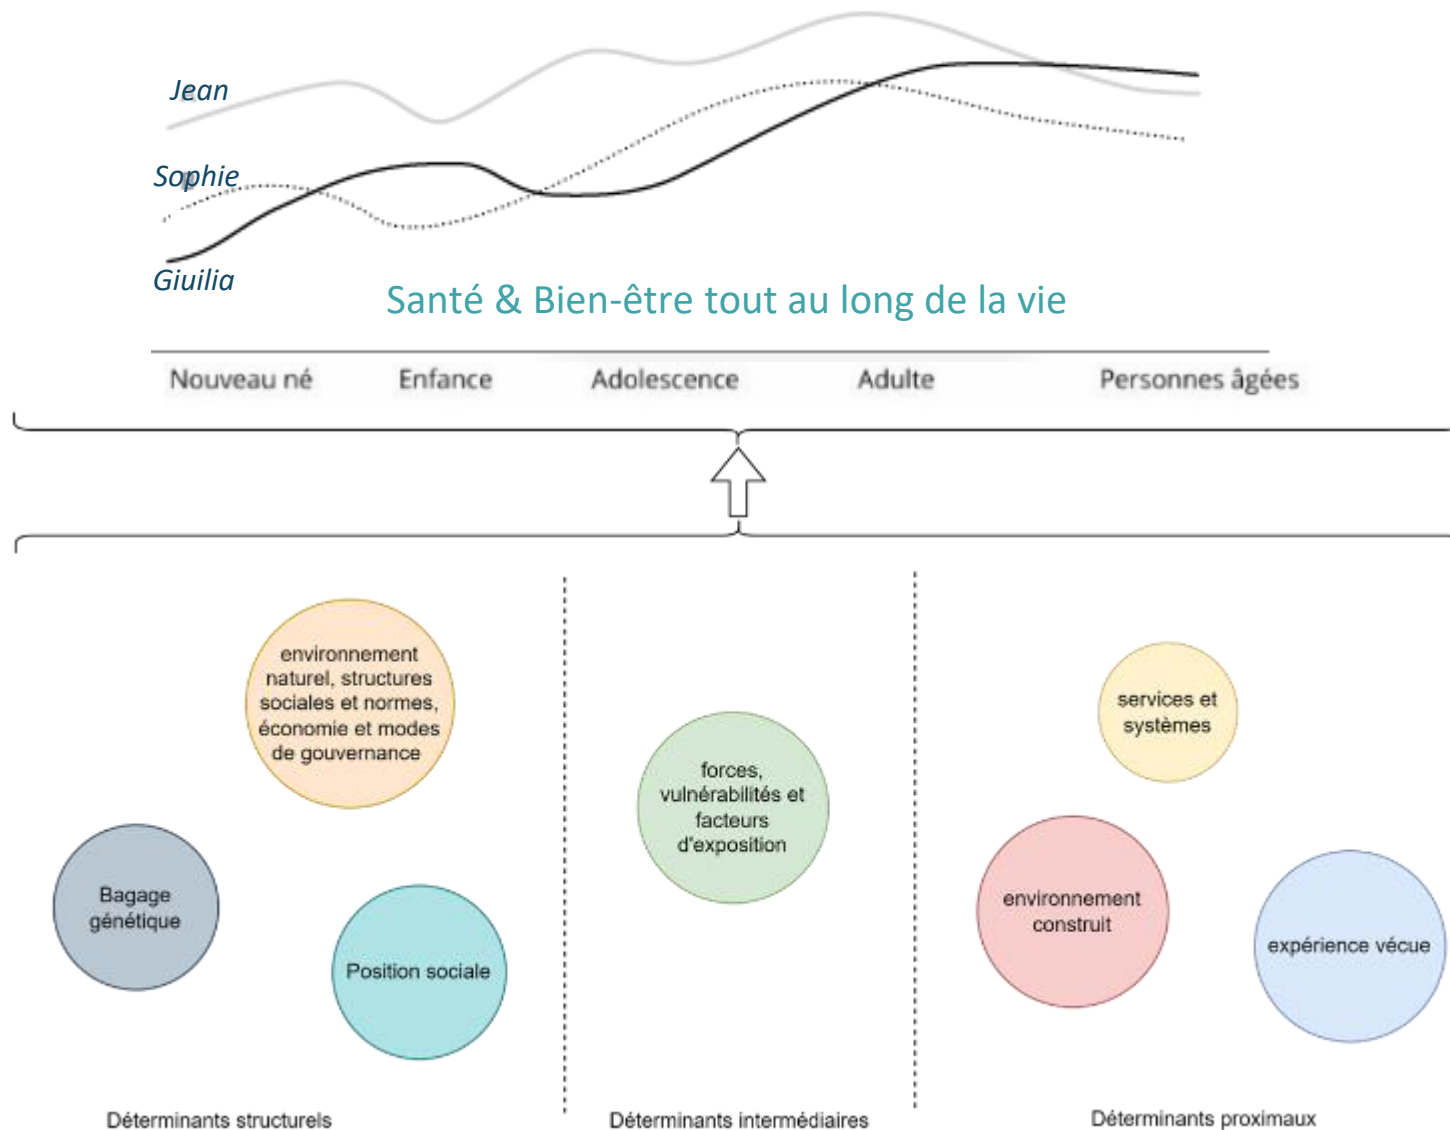 Jean
Sophie
Giuilia
Santé & Bien-être tout au long de la vie
Nouveau né Enfance Adolescence Adulte Personnes âgées
environnement
naturel, structures
sociales et normes,
économie et modes
de gouvernance
Bagage
génétique
Position sociale
forces,
vulnérabilités et
facteurs
d'exposition
services et
systèmes
environnement
construit
expérience vécue
Déterminants structurels
Déterminants intermédiaires
Déterminants proximaux